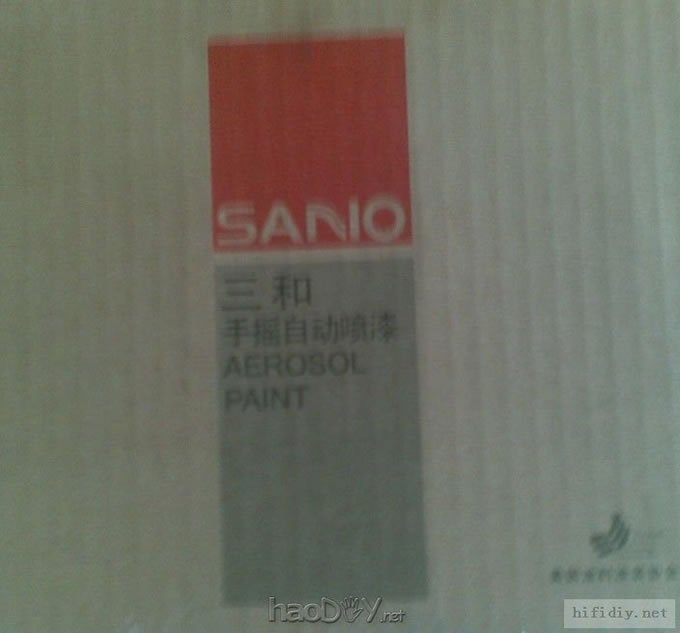 SANO
三和
手摇自动喷漆
AEROSOL
PAINT
haoDIY.net
hifidiy.net